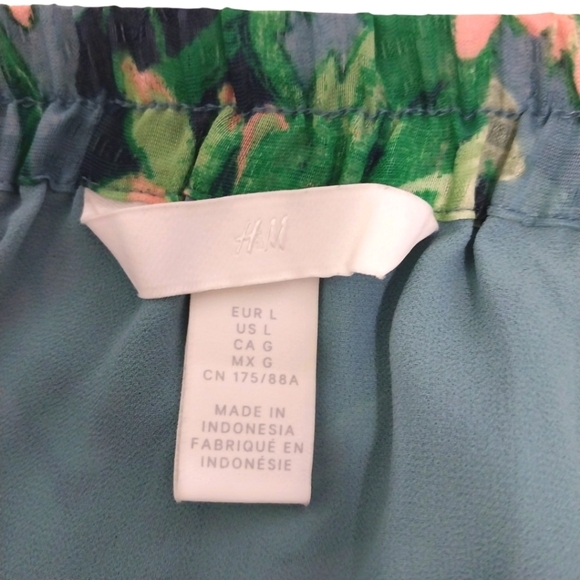 H&M
EUR L
US L
CA G
MX G
CN 175/88A
MADE IN
INDONESIA
FABRIQUÉ EN
INDONÉSIE